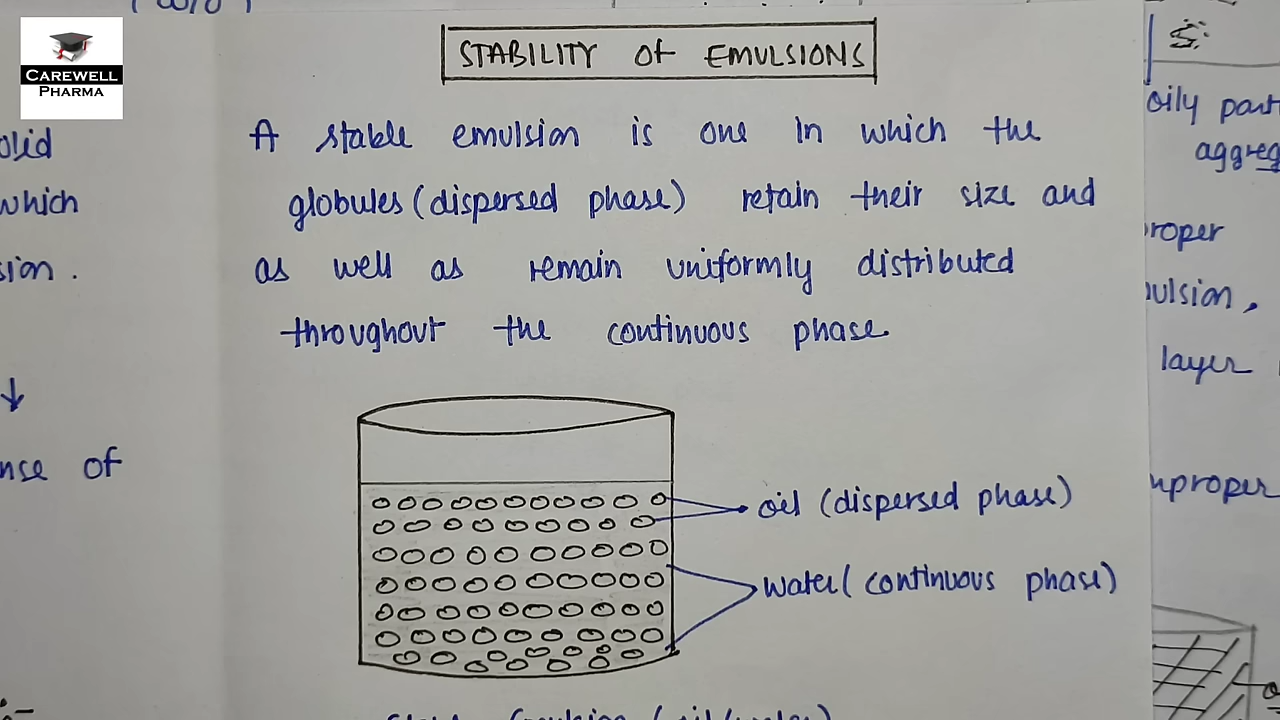 CAREWELL
PHARMA
STABILITY of EMULSIONS
A stable emulsion is one in which the
globules (dispersed phase) retain their size and
as well as remain uniformly distributed
throughout the continuous phase
oil (dispersed phase)
water (continuous phase)
which
sion.
nse of
oily part
aggreg
roper
ulsion,
layer
mproper